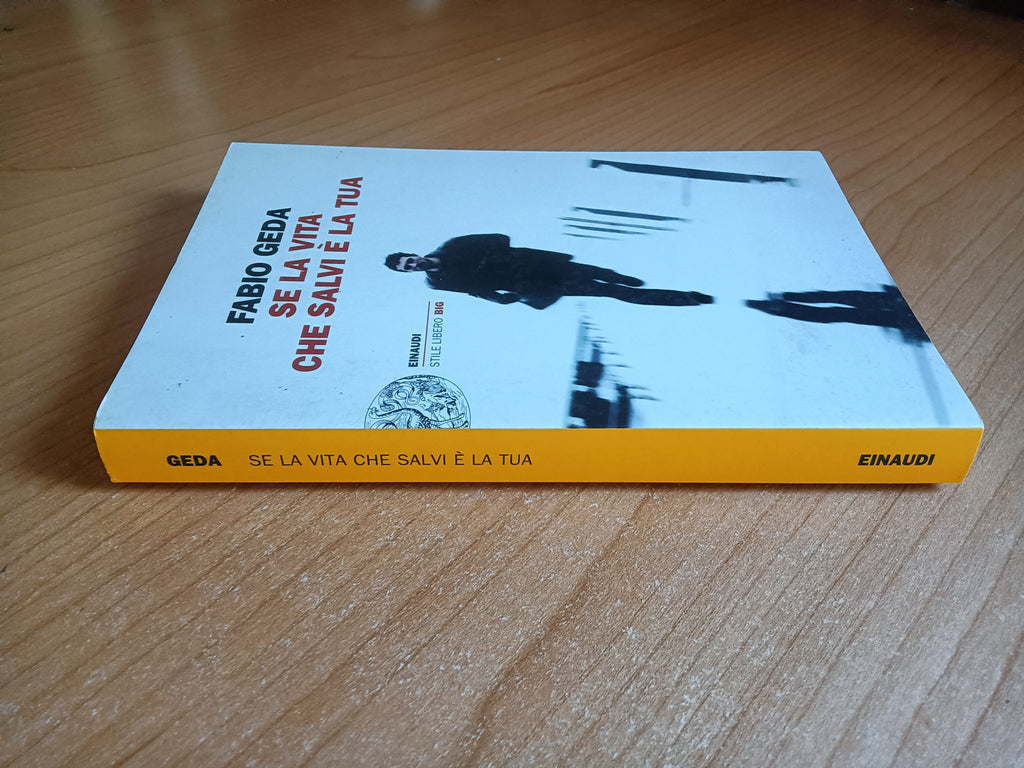 FABIO GEDA
SE LA VITA
CHE SALVI È LA TUA
EINAUDI
STILE LIBERO BIG
GEDA SE LA VITA CHE SALVI È LA TUA EINAUDI